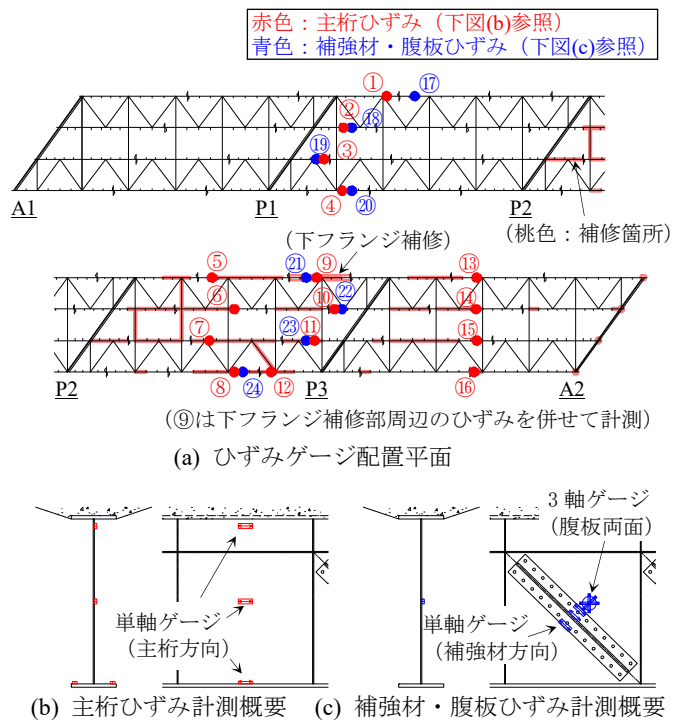 赤色：主桁ひずみ（下図(b)参照）
青色：補強材・腹板ひずみ（下図(c)参照）
① ⑰
② ⑱
⑲ ③
④ ⑳
A1 P1 P2
（桃色：補修箇所）
（下フランジ補修）
⑤ ㉑ ⑨ ⑬
⑥ ⑩ ㉒ ⑭
⑦ ㉓ ⑪ ⑮
⑧ ㉔ ⑫ ⑯
P2 P3 A2
（⑨は下フランジ補修部周辺のひずみを併せて計測）
(a) ひずみゲージ配置平面
3軸ゲージ
（腹板両面）
単軸ゲージ
（主桁方向）
単軸ゲージ
（補強材方向）
(b) 主桁ひずみ計測概要
(c) 補強材・腹板ひずみ計測概要